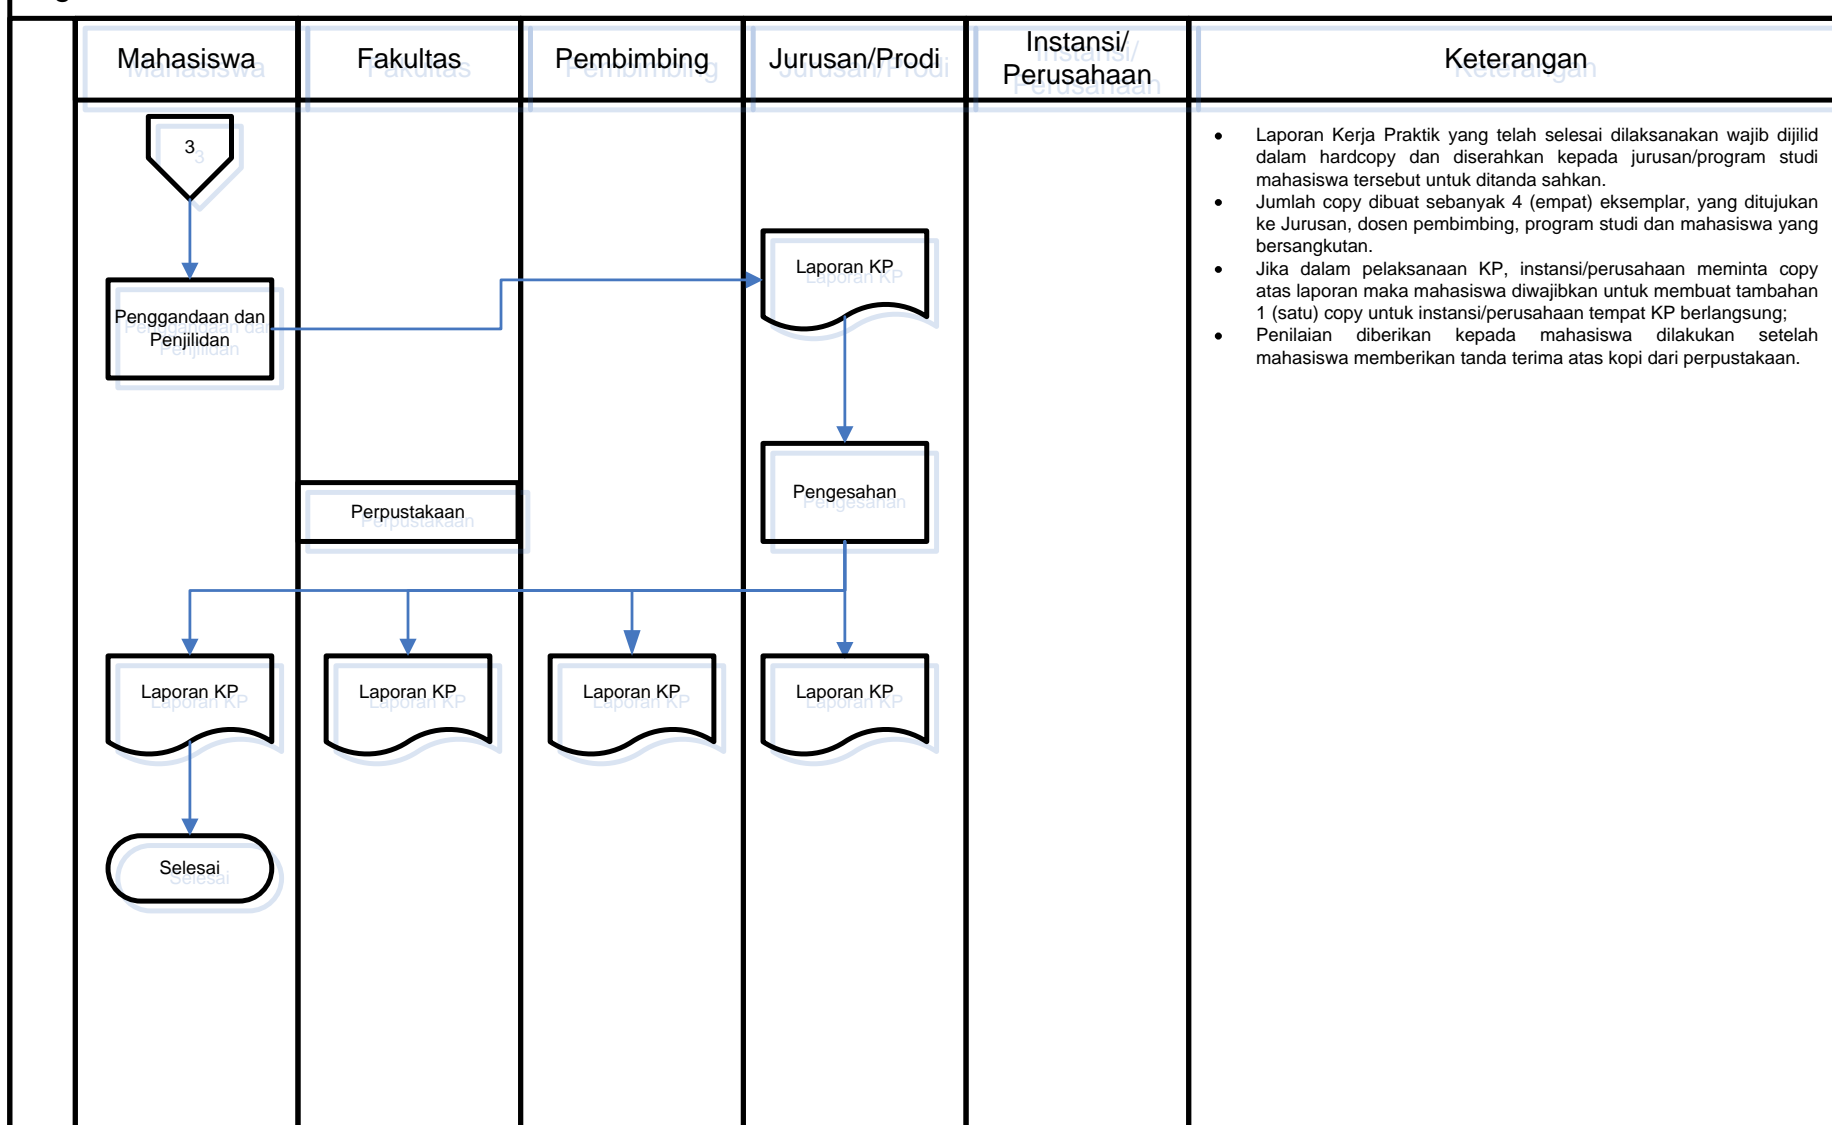 Mahasiswa
Fakultas
Pembimbing
Jurusan/Prodi
Instansi/
Perusahaan
Keterangan
3
Penggandaan dan
Penjilidan
Laporan KP
Pengesahan
Perpustakaan
Laporan KP
Laporan KP
Laporan KP
Laporan KP
Selesai
• Laporan Kerja Praktik yang telah selesai dilaksanakan wajib dijilid
dalam hardcopy dan diserahkan kepada jurusan/program studi
mahasiswa tersebut untuk ditanda sahkan.
• Jumlah copy dibuat sebanyak 4 (empat) eksemplar, yang ditujukan
ke Jurusan, dosen pembimbing, program studi dan mahasiswa yang
bersangkutan.
• Jika dalam pelaksanaan KP, instansi/perusahaan meminta copy
atas laporan maka mahasiswa diwajibkan untuk membuat tambahan
1 (satu) copy untuk instansi/perusahaan tempat KP berlangsung;
• Penilaian diberikan kepada mahasiswa dilakukan setelah
mahasiswa memberikan tanda terima atas kopi dari perpustakaan.